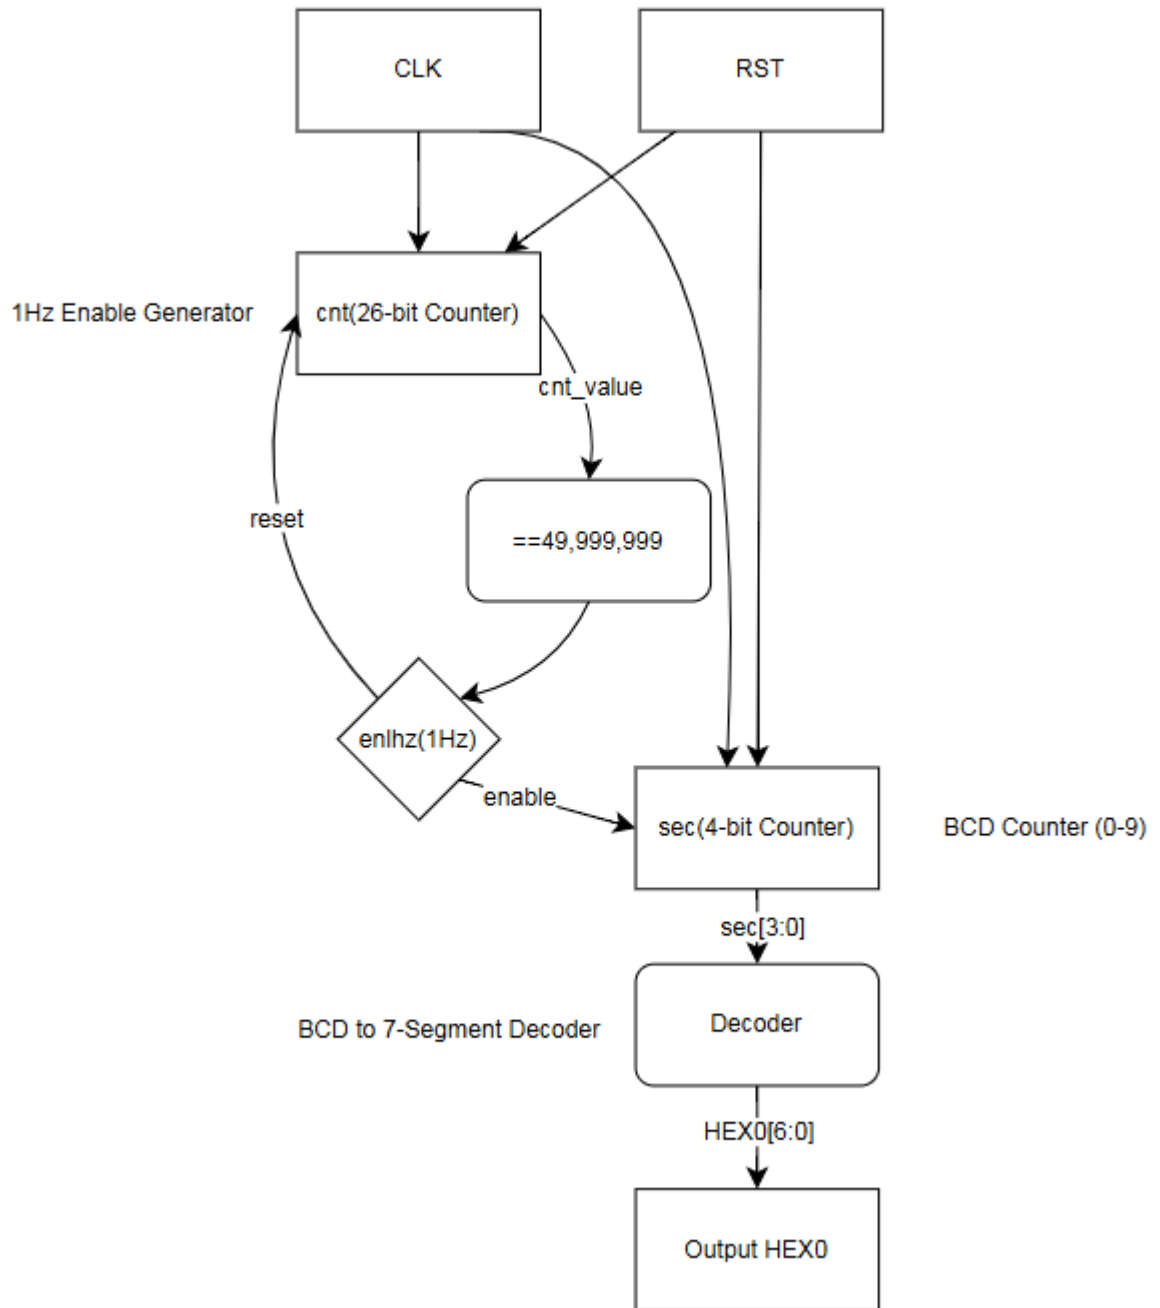 CLK
RST
1Hz Enable Generator
cnt(26-bit Counter)
cnt_value
reset
==49,999,999
enlhz(1Hz)
enable
sec(4-bit Counter)
BCD Counter (0-9)
sec[3:0]
BCD to 7-Segment Decoder
Decoder
HEX0[6:0]
Output HEX0